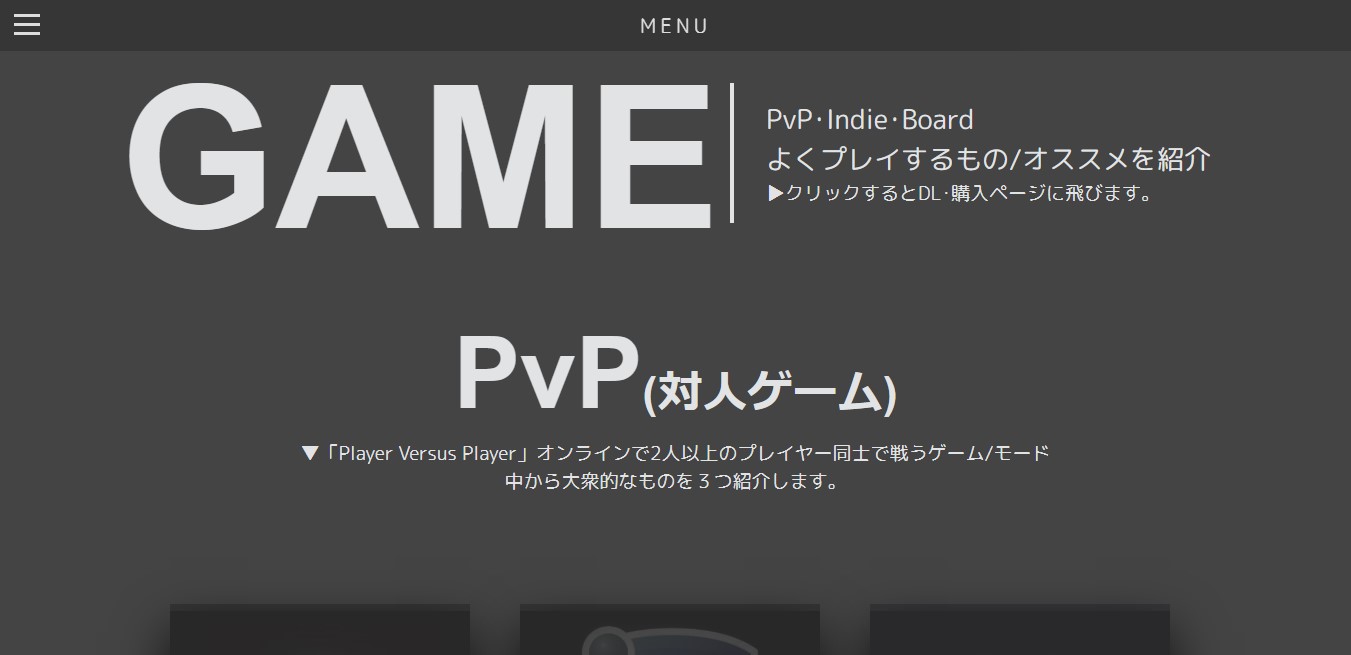 MENU
GAME
PvP･Indie･Board
よくプレイするもの/オススメを紹介
▶クリックするとDL･購入ページに飛びます。
PvP(対人ゲーム)
▼「Player Versus Player」オンラインで2人以上のプレイヤー同士で戦うゲーム/モード
中から大衆的なものを３つ紹介します。